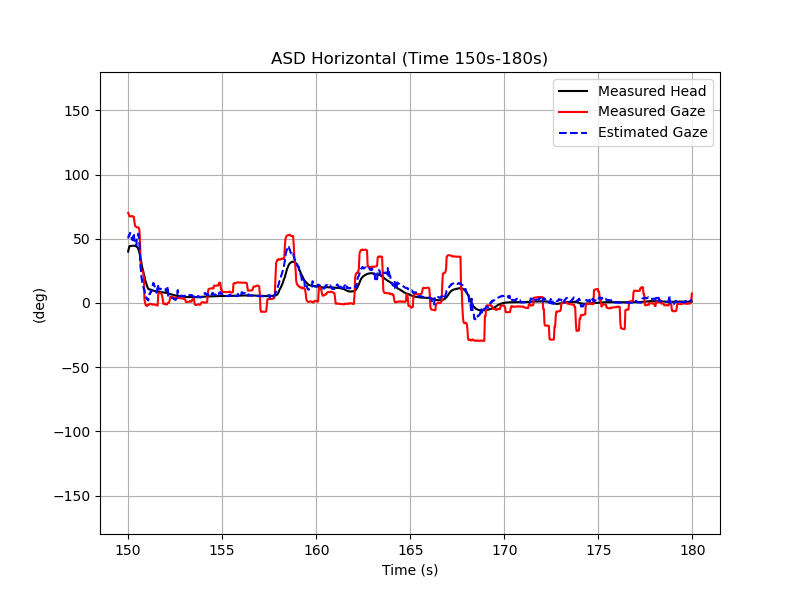 ASD Horizontal (Time 150s-180s)
Measured Head
Measured Gaze
Estimated Gaze
150
100
50
0
−50
−100
−150
(deg)
150 155 160 165 170 175 180
Time (s)